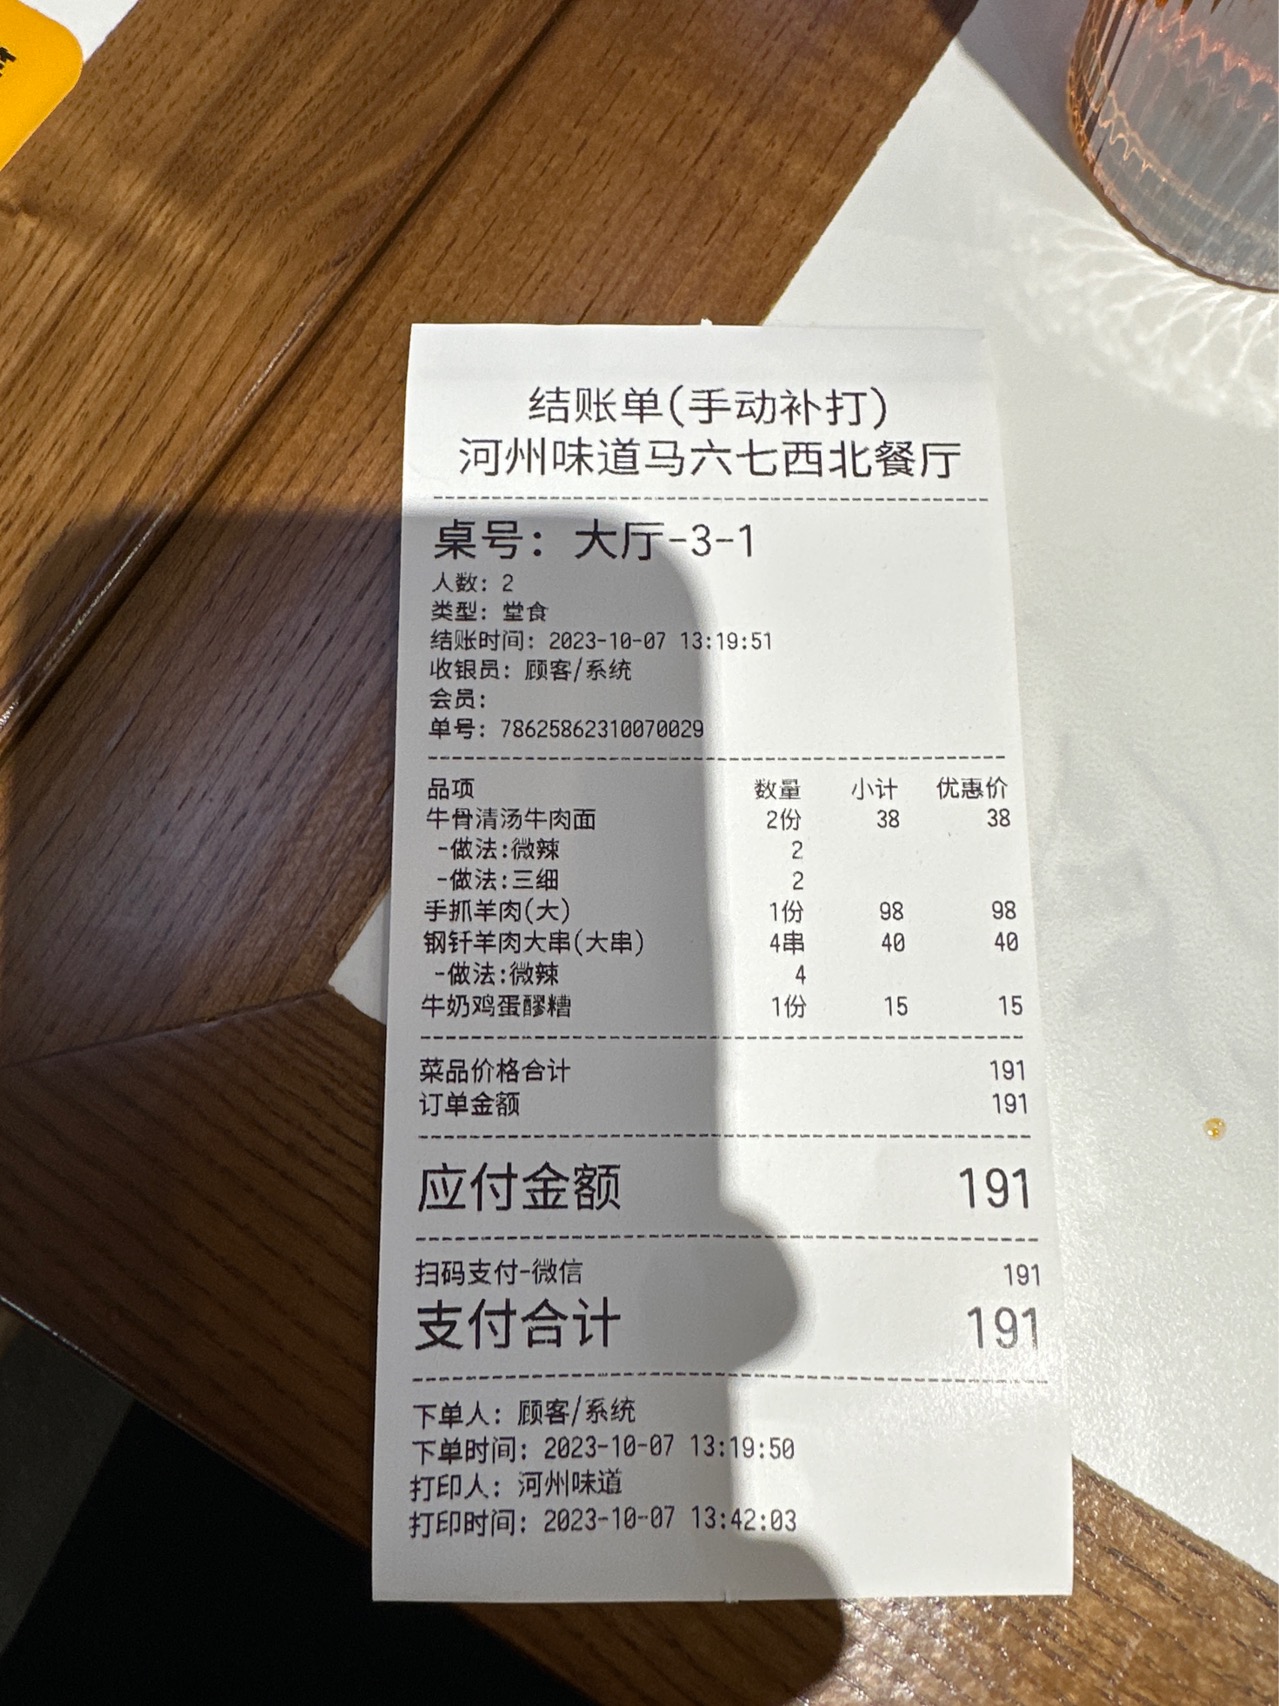 结账单(手动补打)
河州味道马六七西北餐厅
桌号: 大厅-3-1
人数: 2
类型: 堂食
结账时间: 2023-10-07 13:19:51
收银员: 顾客/系统
会员:
单号: 78625862310070029
品项 数量 小计 优惠价
牛骨清汤牛肉面 2份 38 38
-做法:微辣 2
-做法:三细 2
手抓羊肉(大) 1份 98 98
钢钎羊肉大串(大串) 4串 40 40
-做法:微辣 4
牛奶鸡蛋醪糟 1份 15 15
菜品价格合计 191
订单金额 191
应付金额 191
扫码支付-微信 191
支付合计 191
下单人: 顾客/系统
下单时间: 2023-10-07 13:19:50
打印人: 河州味道
打印时间: 2023-10-07 13:42:03